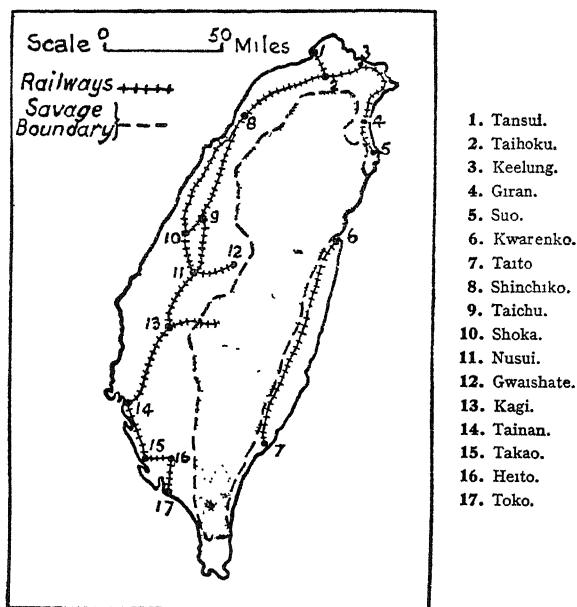 Scale 0 50 Miles
Railways
Savage
Boundary
1
2
3
4
5
6
7
8
9
10
11
12
13
14
15
16
17
1. Tansui.
2. Taihoku.
3. Keelung.
4. Giran.
5. Suo.
6. Kwarenko.
7. Taito
8. Shinchiko.
9. Taichu.
10. Shoka.
11. Nusui.
12. Gwaishate.
13. Kagi.
14. Tainan.
15. Takao.
16. Heito.
17. Toko.